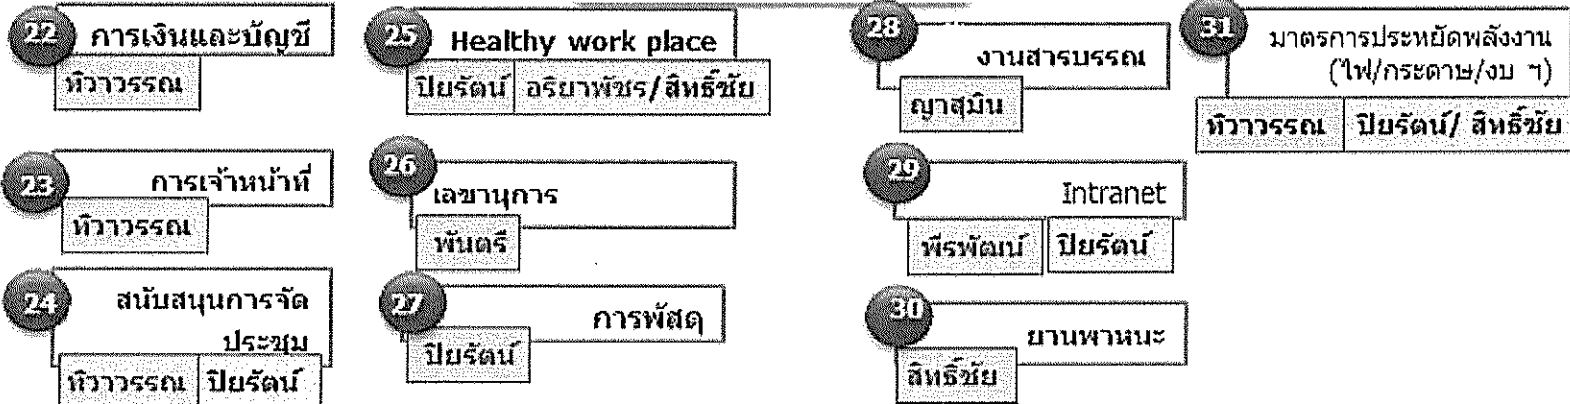 22 การเงินและบัญชี
ทิวาวรรณ
23 การเจ้าหน้าที่
ทิวาวรรณ
24 สนับสนุนการจัด
ประชุม
ทิวาวรรณ ปิยรัตน์
25 Healthy work place
ปิยรัตน์ อริยาพัชร/สิทธิ์ชัย
26 เลขานุการ
พันตรี
27 การพัสดุ
ปิยรัตน์
28 งานสารบรรณ
ญาสุมิน
29 Intranet
พีรพัฒน์ ปิยรัตน์
30 ยานพาหนะ
สิทธิ์ชัย
31 มาตรการประหยัดพลังงาน
(ไฟ/กระดาษ/งบ ฯ)
ทิวาวรรณ ปิยรัตน์/ สิทธิ์ชัย